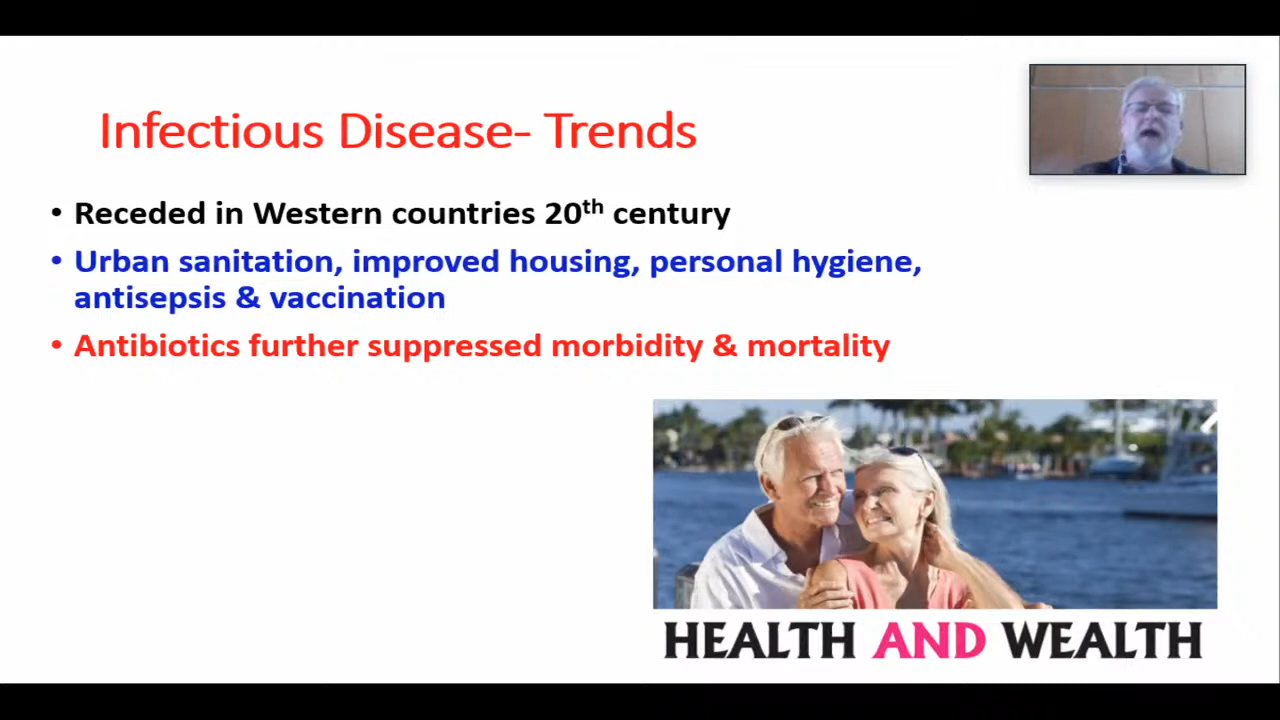 Infectious Disease- Trends
• Receded in Western countries 20th century
• Urban sanitation, improved housing, personal hygiene,
antisepsis & vaccination
• Antibiotics further suppressed morbidity & mortality
HEALTH AND WEALTH